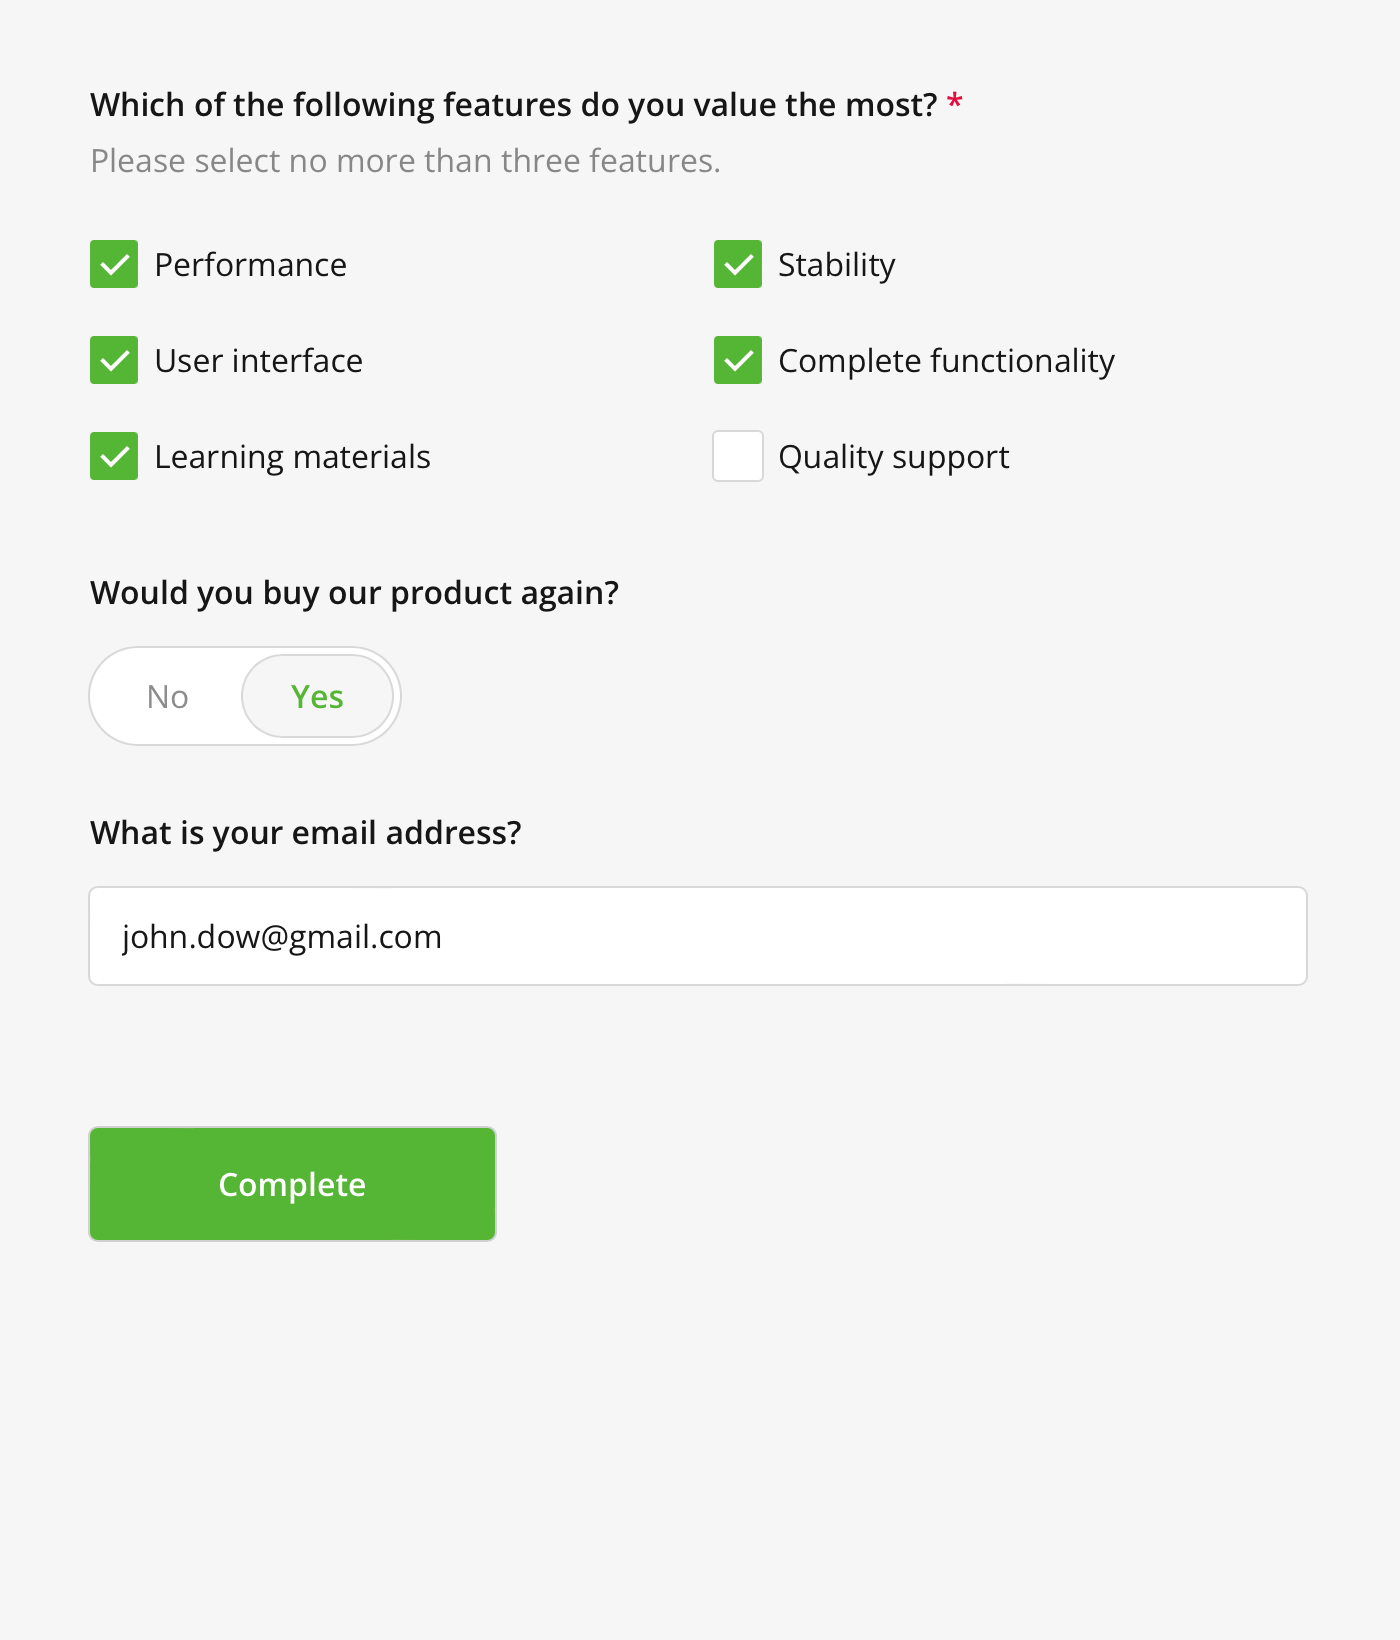 Which of the following features do you value the most? *
Please select no more than three features.
Performance
Stability
User interface
Complete functionality
Learning materials
Quality support
Would you buy our product again?
No
Yes
What is your email address?
john.dow@gmail.com
Complete